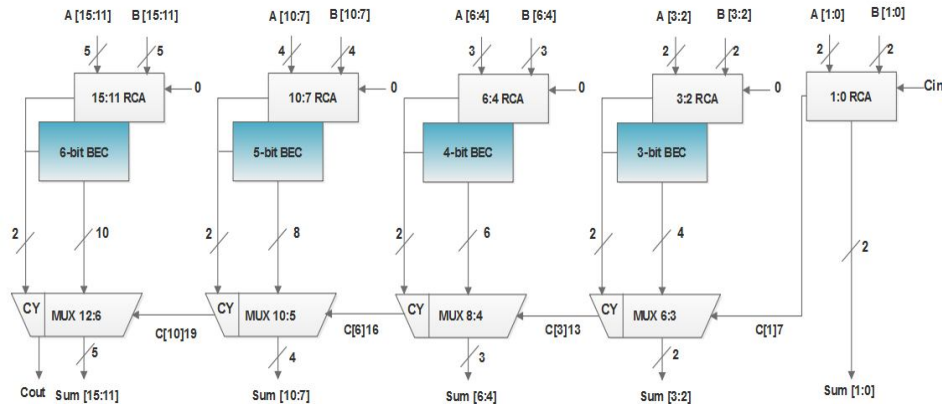 A [15:11] B [15:11] A [10:7] B [10:7] A [6:4] B [6:4] A [3:2] B [3:2] A [1:0] B [1:0]
5 5 4 4 3 3 2 2 2 2
15:11 RCA 0 10:7 RCA 0 6:4 RCA 0 3:2 RCA 0 1:0 RCA Cin
6-bit BEC 5-bit BEC 4-bit BEC 3-bit BEC
2 10 2 8 2 6 2 4 2
CY MUX 12:6 CY MUX 10:5 CY MUX 8:4 CY MUX 6:3
C[10]19 C[6]16 C[3]13 C[1]7
5 4 3 2
Cout Sum [15:11] Sum [10:7] Sum [6:4] Sum [3:2] Sum [1:0]